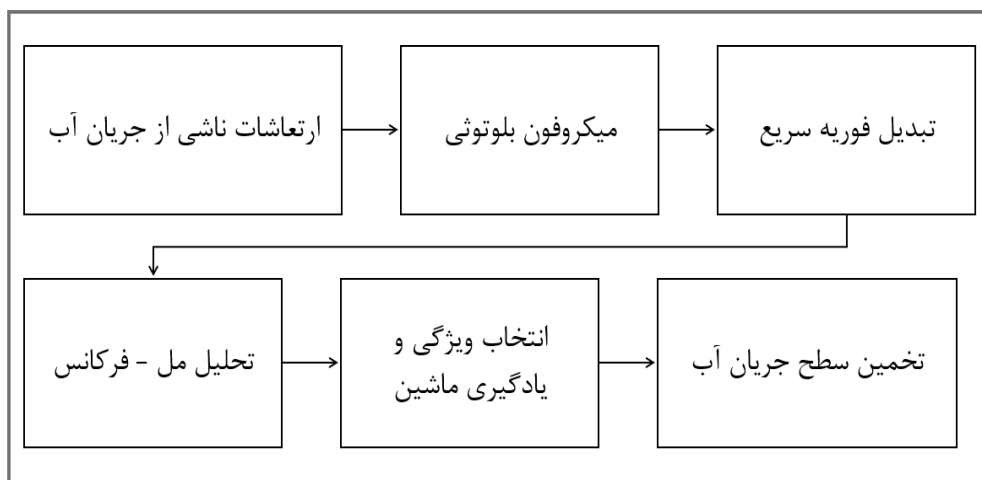 ارتعاشات ناشی از جریان آب
میکروفون بلوتوثی
تبدیل فوریه سریع
تحلیل مل - فرکانس
انتخاب ویژگی و
یادگیری ماشین
تخمین سطح جریان آب